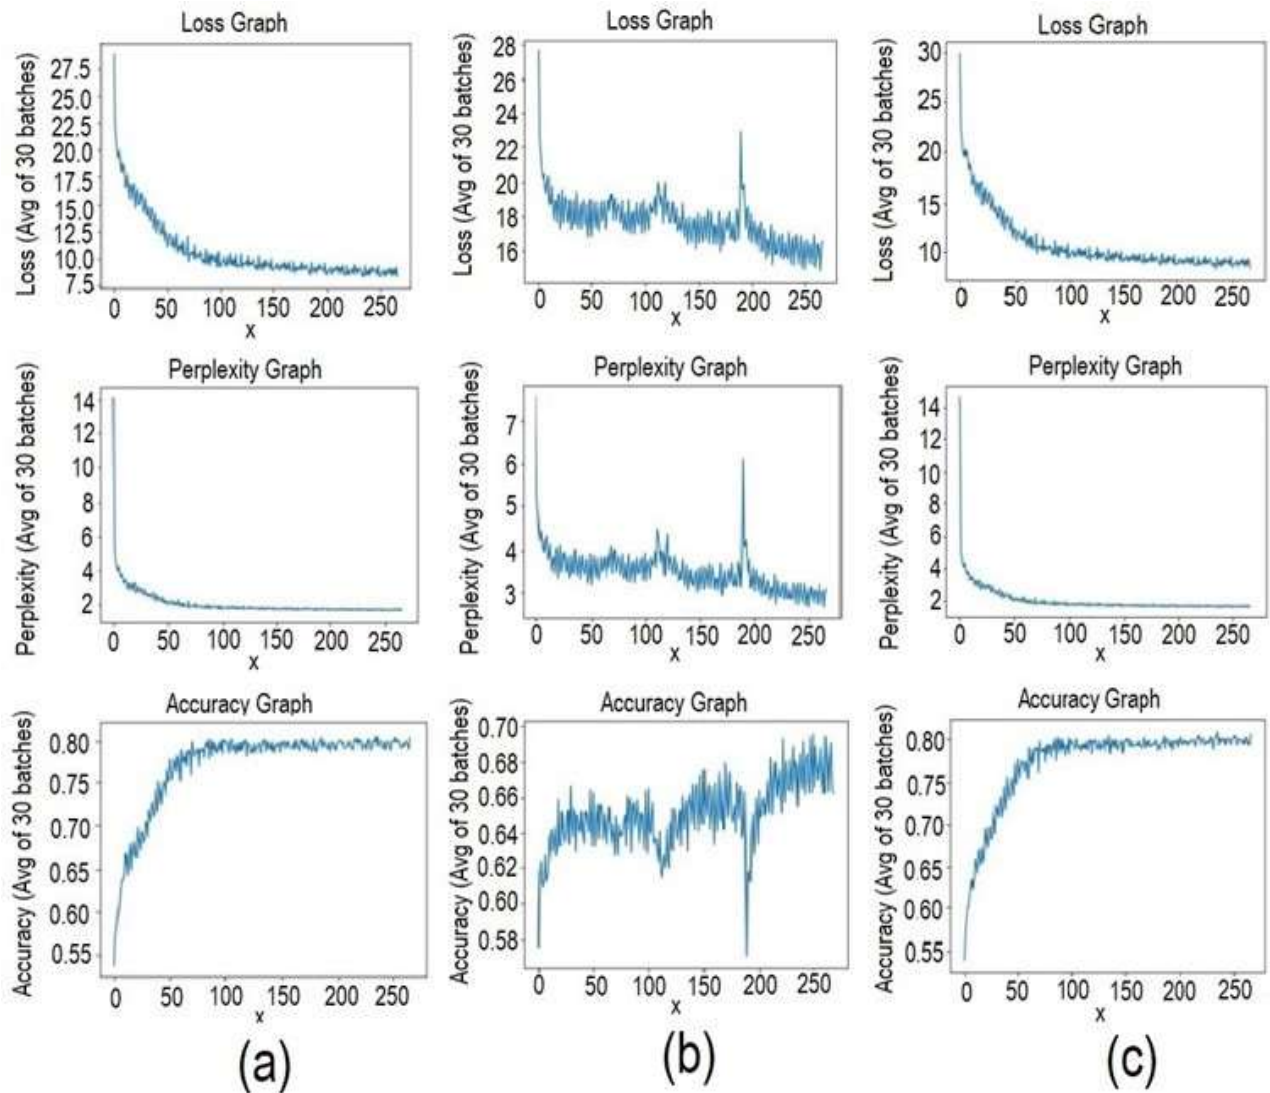 Loss Graph
Loss (Avg of 30 batches)
27.5
25.0
22.5
20.0
17.5
15.0
12.5
10.0
7.5
0 50 100 150 200 250
x
Loss Graph
Loss (Avg of 30 batches)
28
26
24
22
20
18
16
0 50 100 150 200 250
x
Loss Graph
Loss (Avg of 30 batches)
30
25
20
15
10
0 50 100 150 200 250
x
Perplexity Graph
Perplexity (Avg of 30 batches)
14
12
10
8
6
4
2
0 50 100 150 200 250
x
Perplexity Graph
Perplexity (Avg of 30 batches)
7
6
5
4
3
0 50 100 150 200 250
x
Perplexity Graph
Perplexity (Avg of 30 batches)
14
12
10
8
6
4
2
0 50 100 150 200 250
x
Accuracy Graph
Accuracy (Avg of 30 batches)
0.80
0.75
0.70
0.65
0.60
0.55
0 50 100 150 200 250
x
Accuracy Graph
Accuracy (Avg of 30 batches)
0.70
0.68
0.66
0.64
0.62
0.60
0.58
0 50 100 150 200 250
x
Accuracy Graph
Accuracy (Avg of 30 batches)
0.80
0.75
0.70
0.65
0.60
0.55
0 50 100 150 200 250
x
(a) (b) (c)